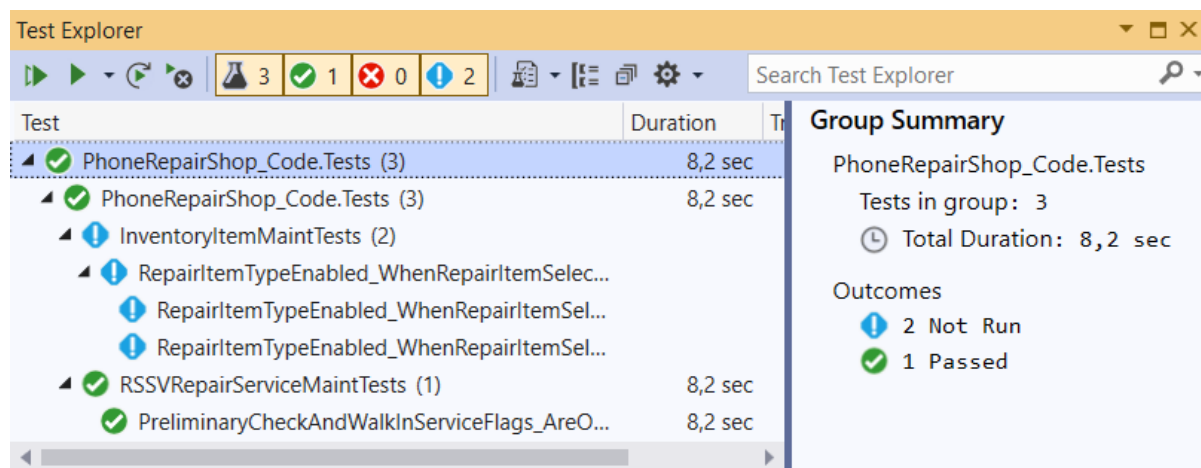 Test Explorer
3 1 0 2 Search Test Explorer
Test Duration Tr
PhoneRepairShop_Code.Tests (3) 8,2 sec
PhoneRepairShop_Code.Tests (3) 8,2 sec
InventoryItemMaintTests (2)
RepairItemTypeEnabled_WhenRepairItemSelec...
RepairItemTypeEnabled_WhenRepairItemSel...
RepairItemTypeEnabled_WhenRepairItemSel...
RSSVRepairServiceMaintTests (1) 8,2 sec
PreliminaryCheckAndWalkInServiceFlags_AreO... 8,2 sec
Group Summary
PhoneRepairShop_Code.Tests
Tests in group: 3
Total Duration: 8,2 sec
Outcomes
2 Not Run
1 Passed